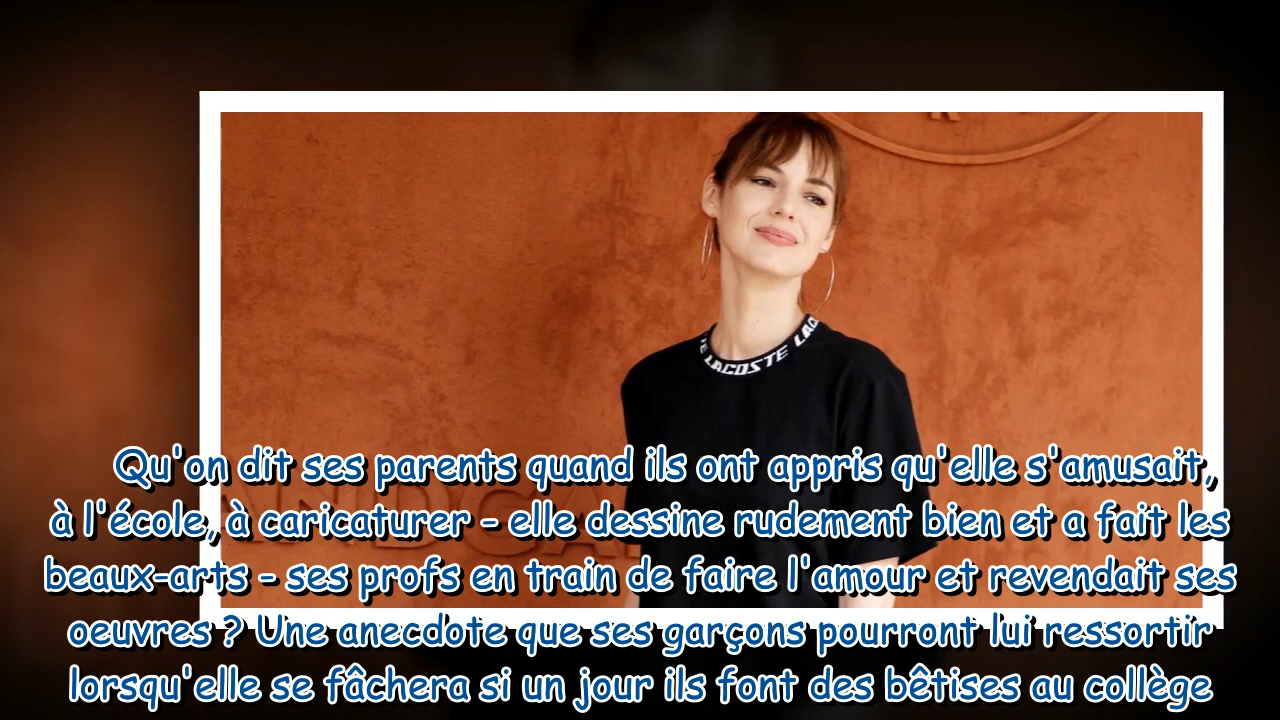 R
E LACOSTE LAC
Qu'on dit ses parents quand ils ont appris qu'elle s'amusait,
à l'école, à caricaturer - elle dessine rudement bien et a fait les
beaux-arts - ses profs en train de faire l'amour et revendait ses
oeuvres ? Une anecdote que ses garçons pourront lui ressortir
lorsqu'elle se fâchera si un jour ils font des bêtises au collège